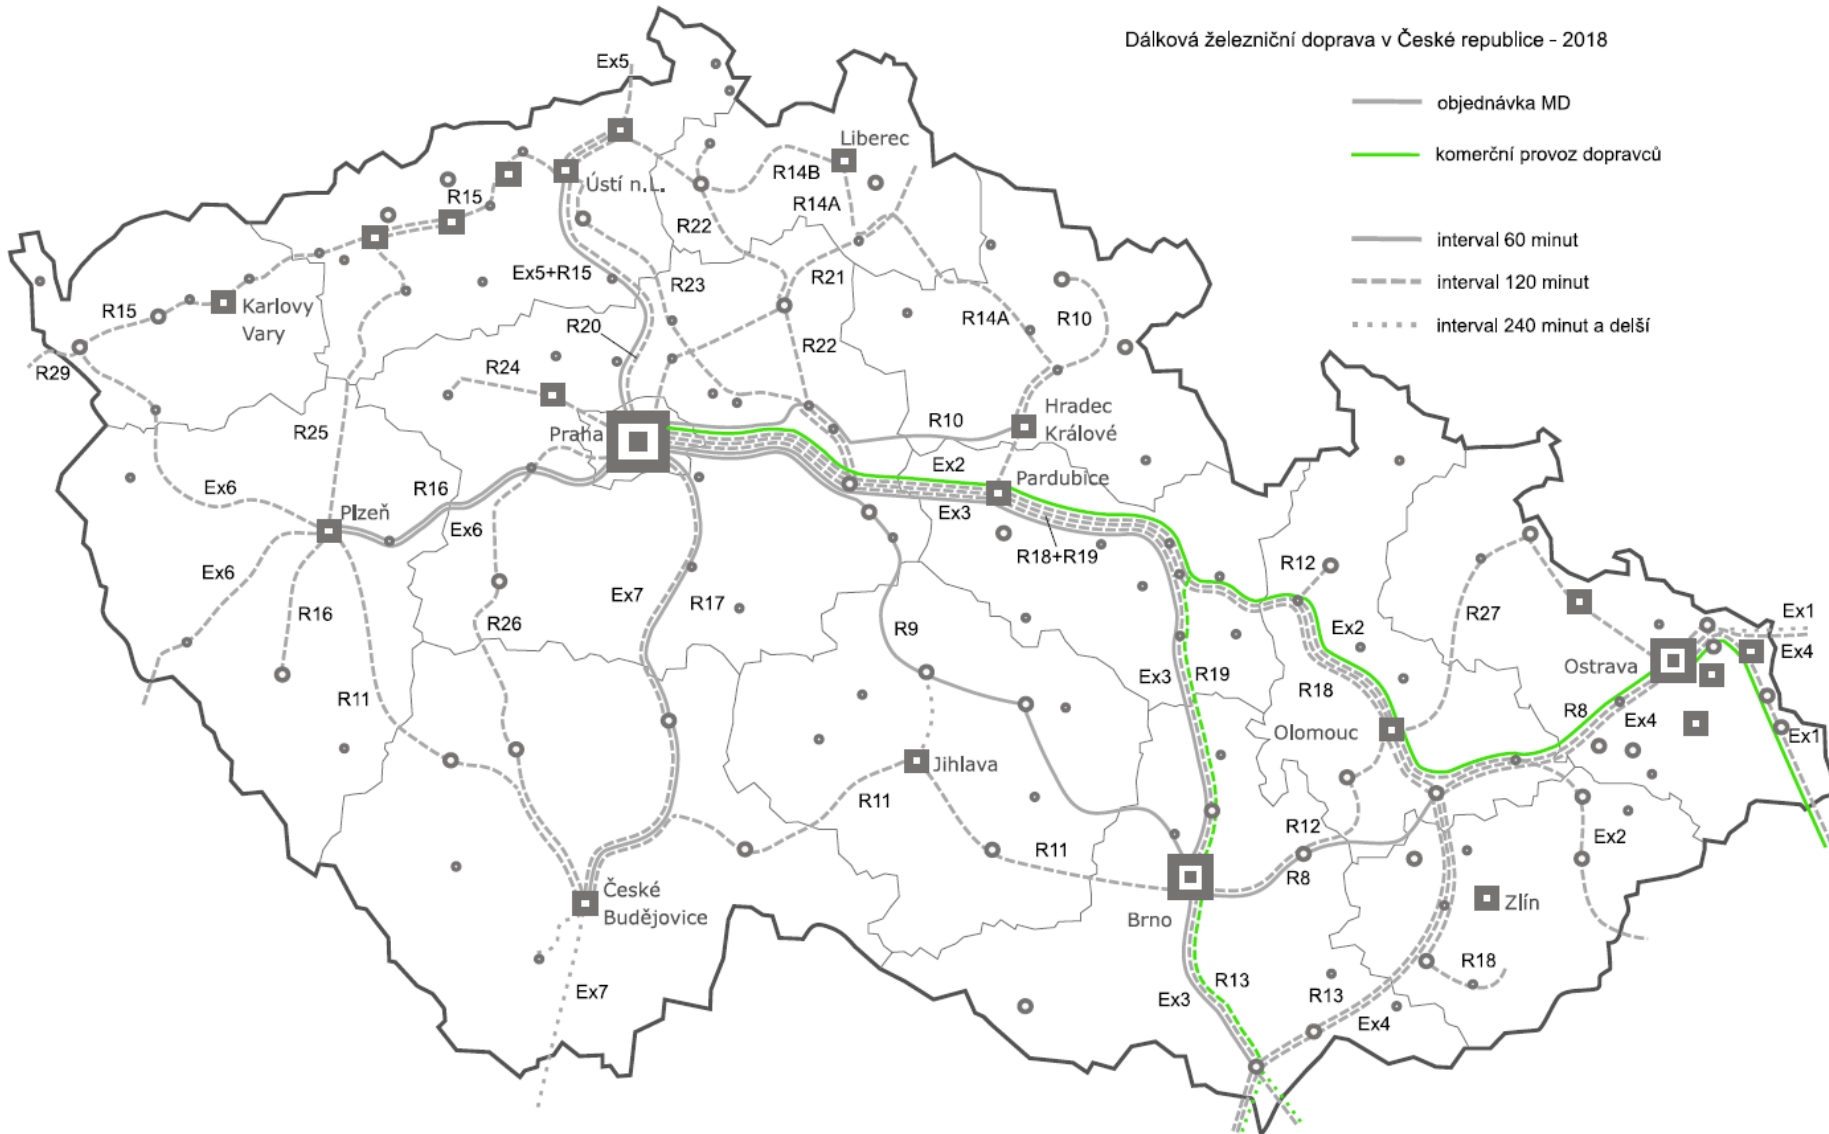 Dálková železniční doprava v České republice - 2018
objednávka MD
komerční provoz dopravců
interval 60 minut
interval 120 minut
interval 240 minut a delší
Ex5
Liberec
R14B
Ústí n.L.
R15
R14A
R22
Ex5+R15
R23
R21
R15
Karlovy
Vary
R20
R14A
R10
R29
R24
R22
R25
Praha
R10
Hradec
Králové
Ex2
Pardubice
Ex6
R16
Plzeň
Ex6
Ex3
R18+R19
Ex6
R16
Ex7
R17
R12
R27
R26
R9
Ex2
Ex1
Ex4
Ostrava
Ex3
R19
R18
R11
R8
Ex4
Olomouc
Ex1
Jihlava
R11
R12
Ex2
R11
R8
České
Budějovice
Brno
Zlín
R18
Ex7
R13
Ex3
R13
Ex4